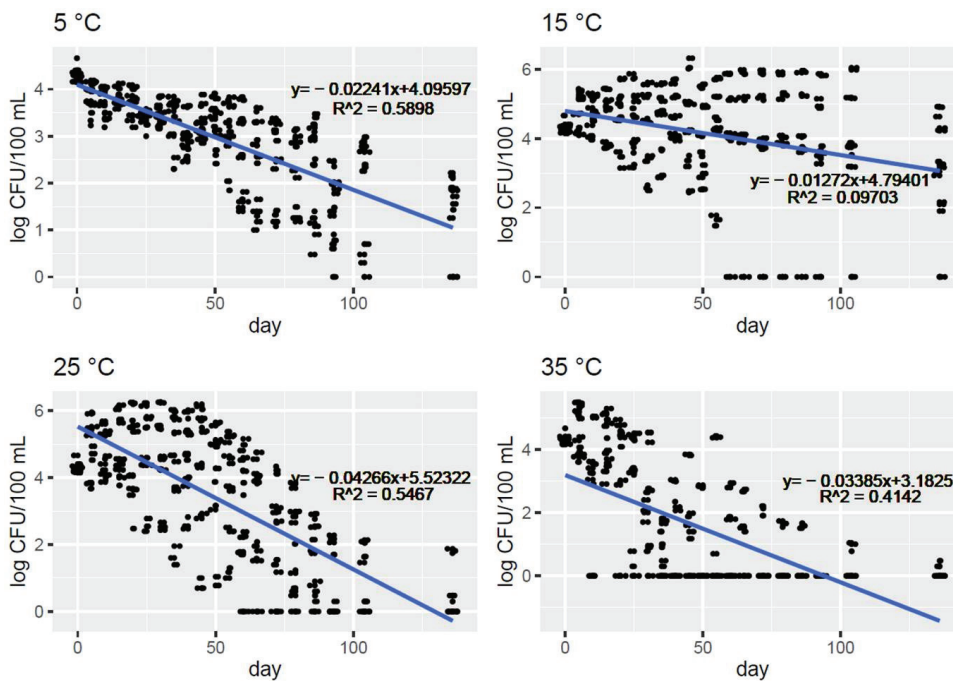 5 °C
15 °C
4
3
2
1
0
log CFU/100 mL
y= − 0.02241x+4.09597
R^2 = 0.5898
0
50
100
day
6
4
2
0
log CFU/100 mL
y= − 0.01272x+4.79401
R^2 = 0.09703
0
50
100
day
25 °C
35 °C
6
4
2
0
log CFU/100 mL
y= − 0.04266x+5.52322
R^2 = 0.5467
0
50
100
day
4
2
0
log CFU/100 mL
y= − 0.03385x+3.1825
R^2 = 0.4142
0
50
100
day